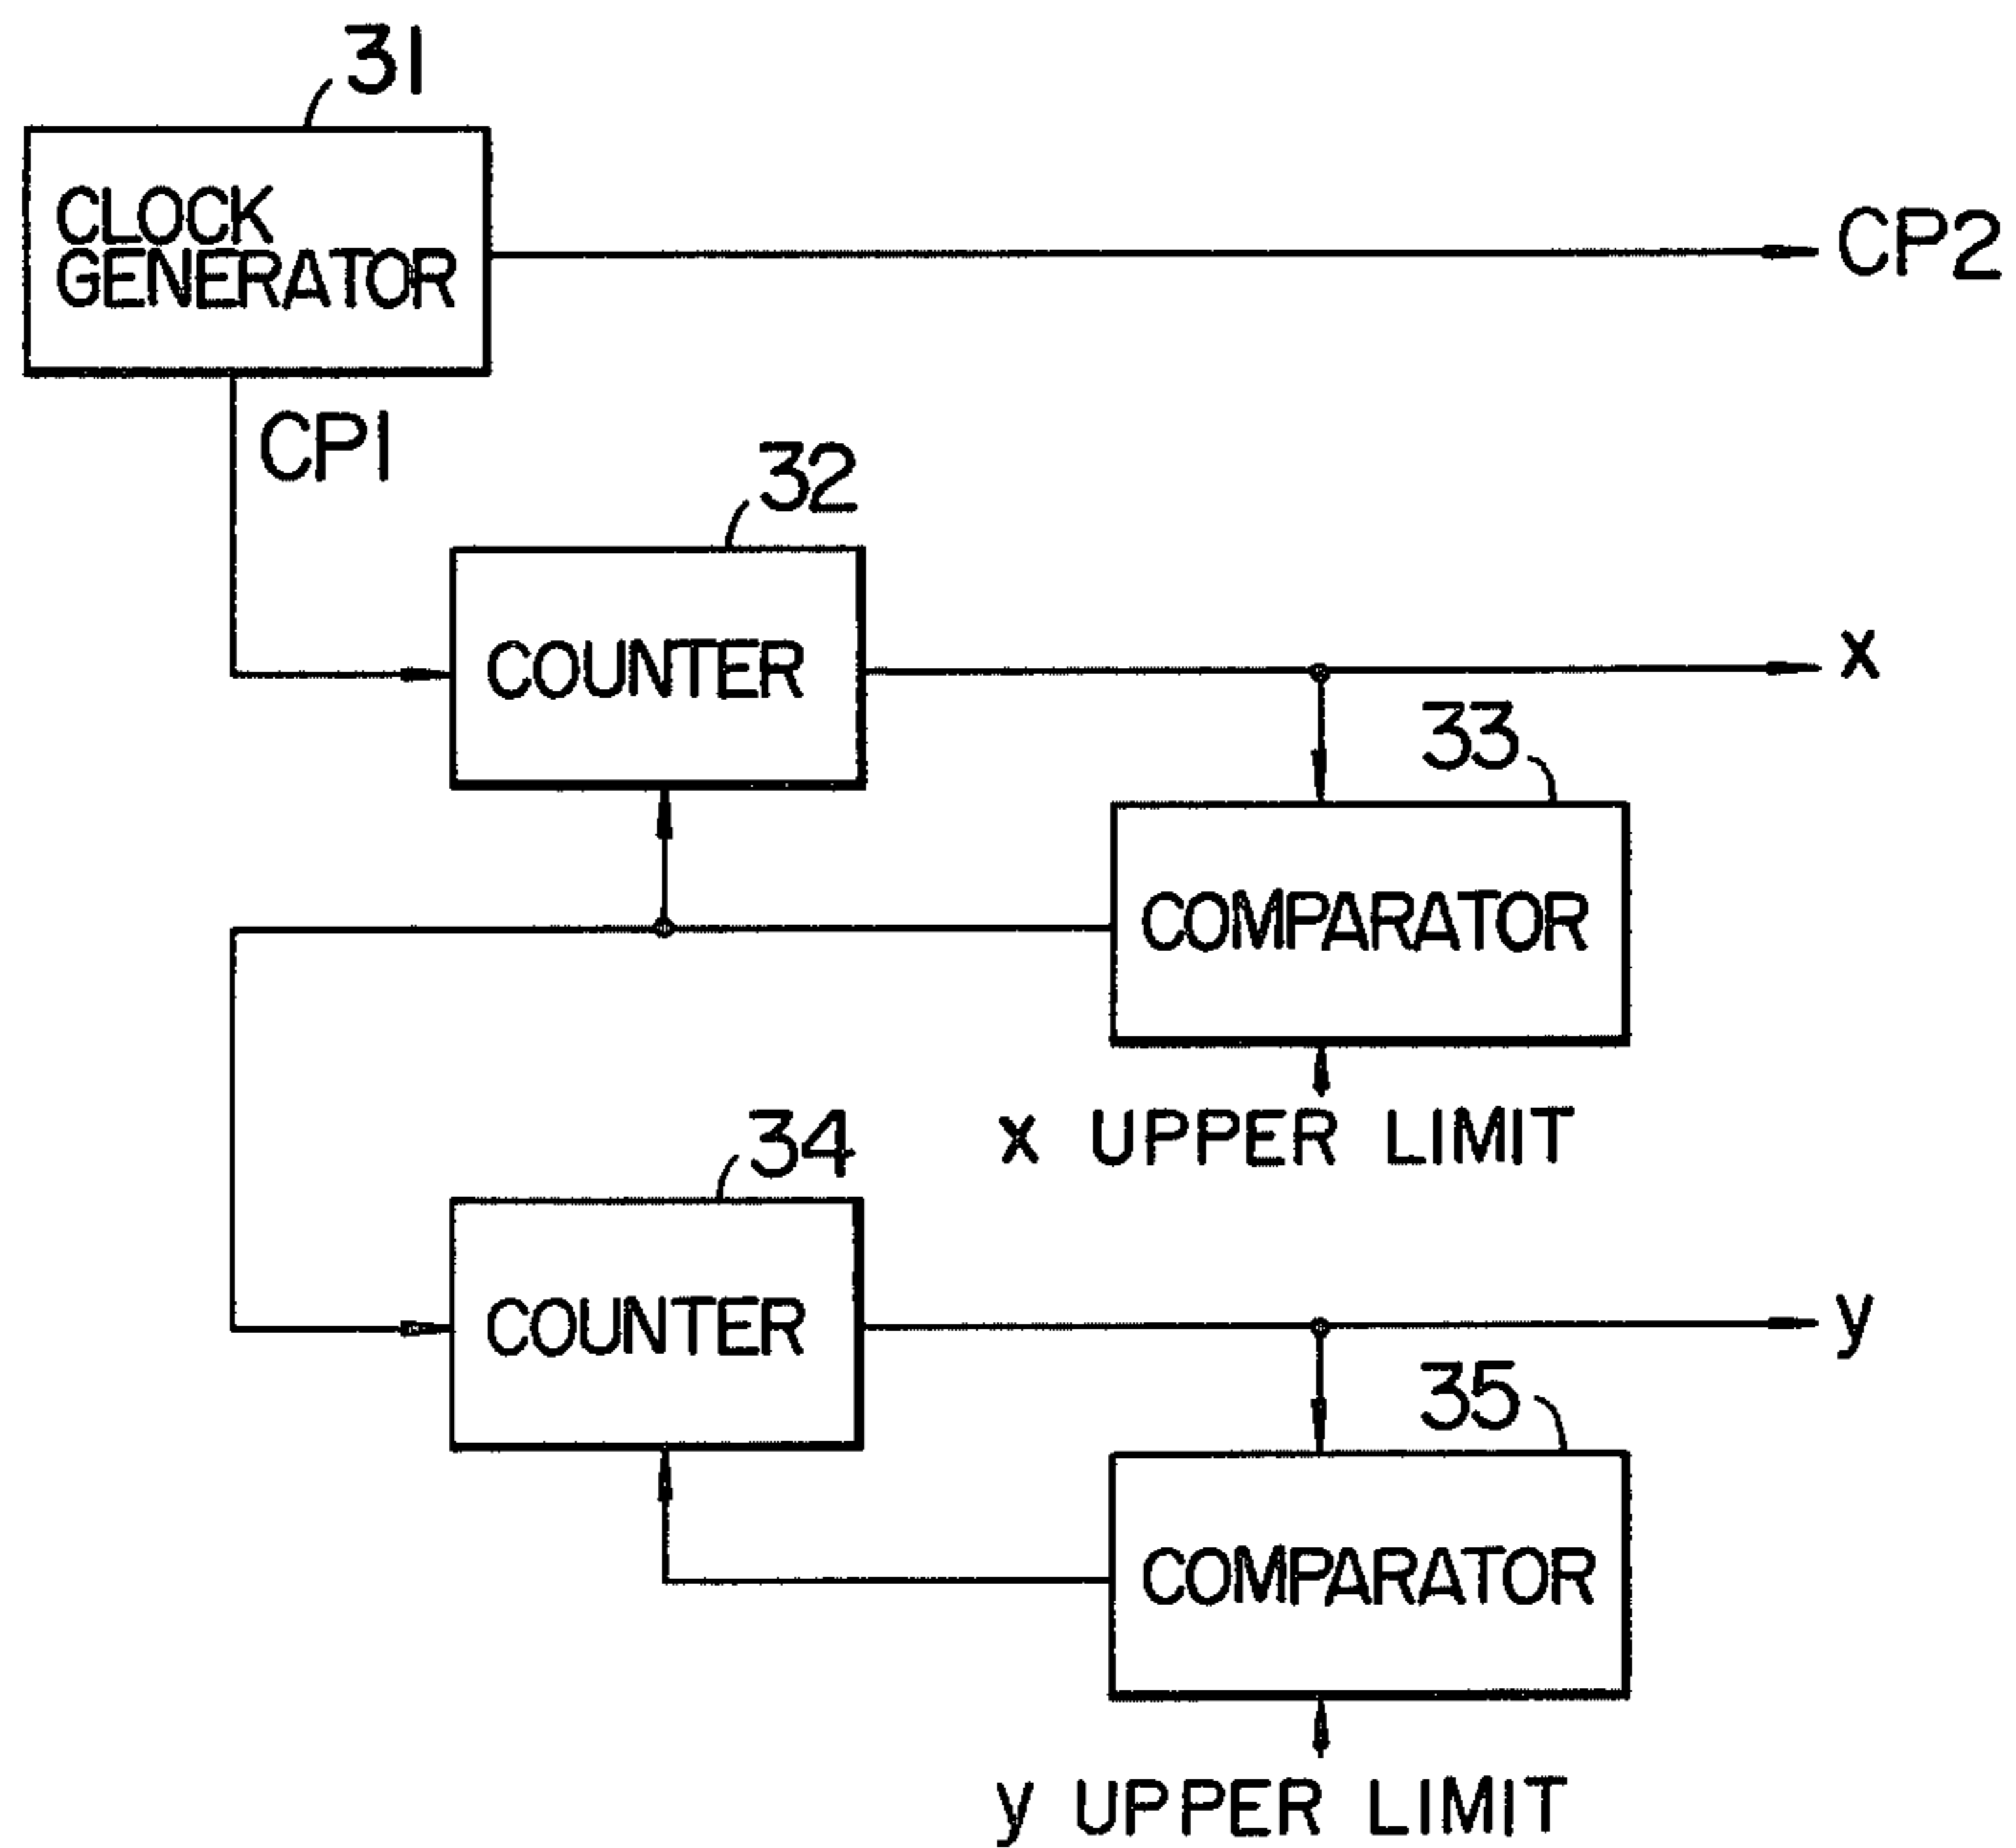 31
CLOCK
GENERATOR
CP2
CP1
32
COUNTER
x
33
COMPARATOR
x UPPER LIMIT
34
COUNTER
y
35
COMPARATOR
y UPPER LIMIT